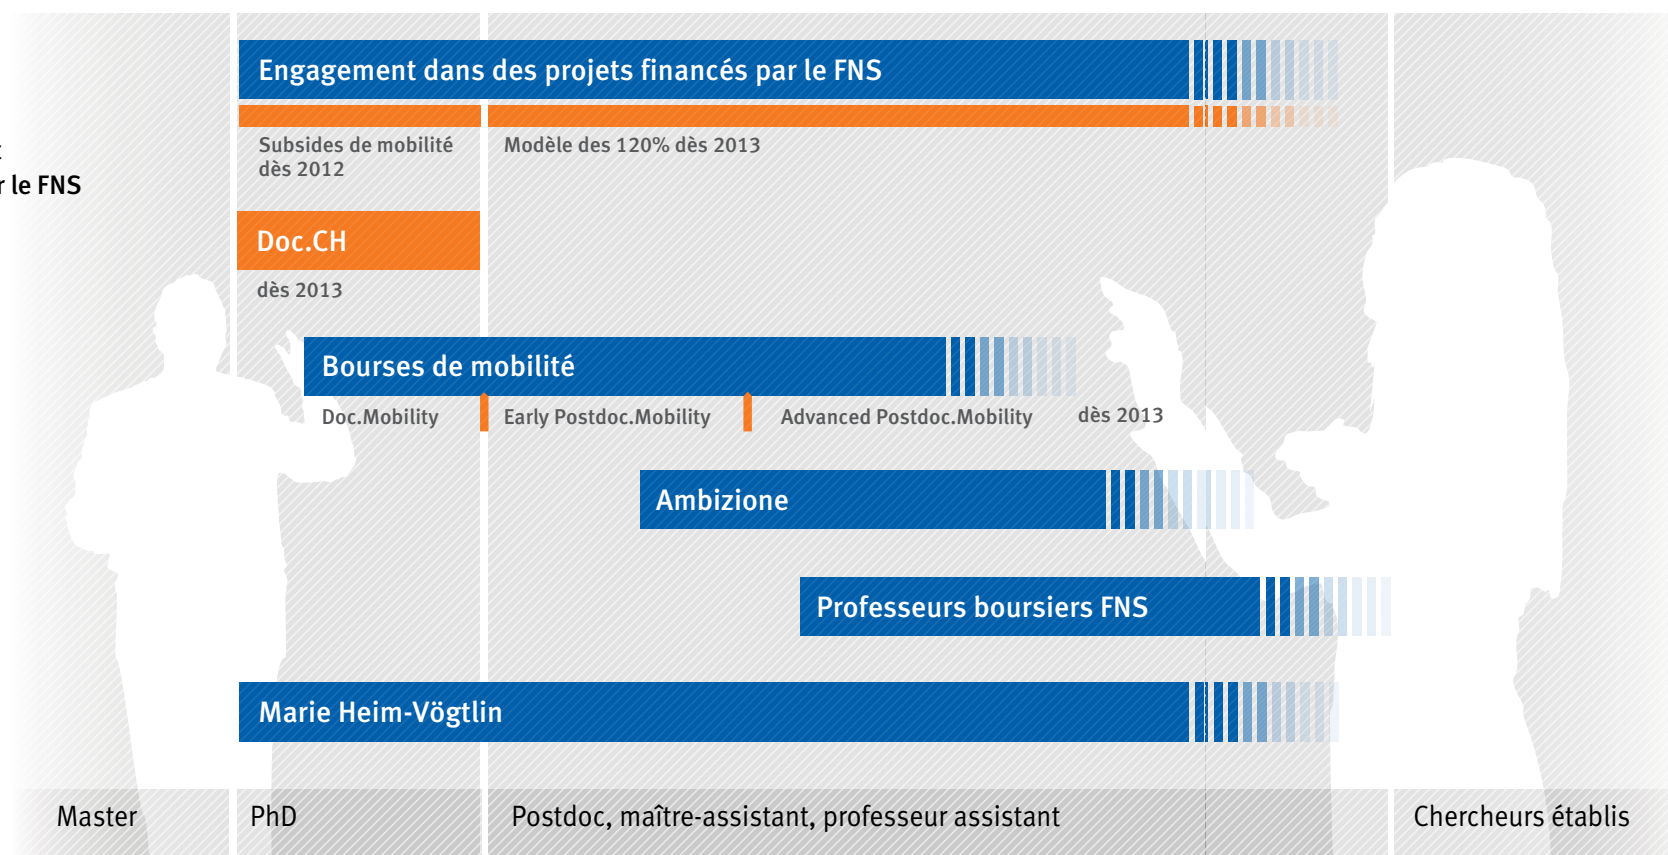 Engagement dans des projets financés par le FNS
Subsides de mobilité
dès 2012
Modèle des 120% dès 2013
r le FNS
Doc.CH
dès 2013
Bourses de mobilité
Doc.Mobility
Early Postdoc.Mobility
Advanced Postdoc.Mobility
dès 2013
Ambizione
Professeurs boursiers FNS
Marie Heim-Vögtlin
Master
PhD
Postdoc, maître-assistant, professeur assistant
Chercheurs établis